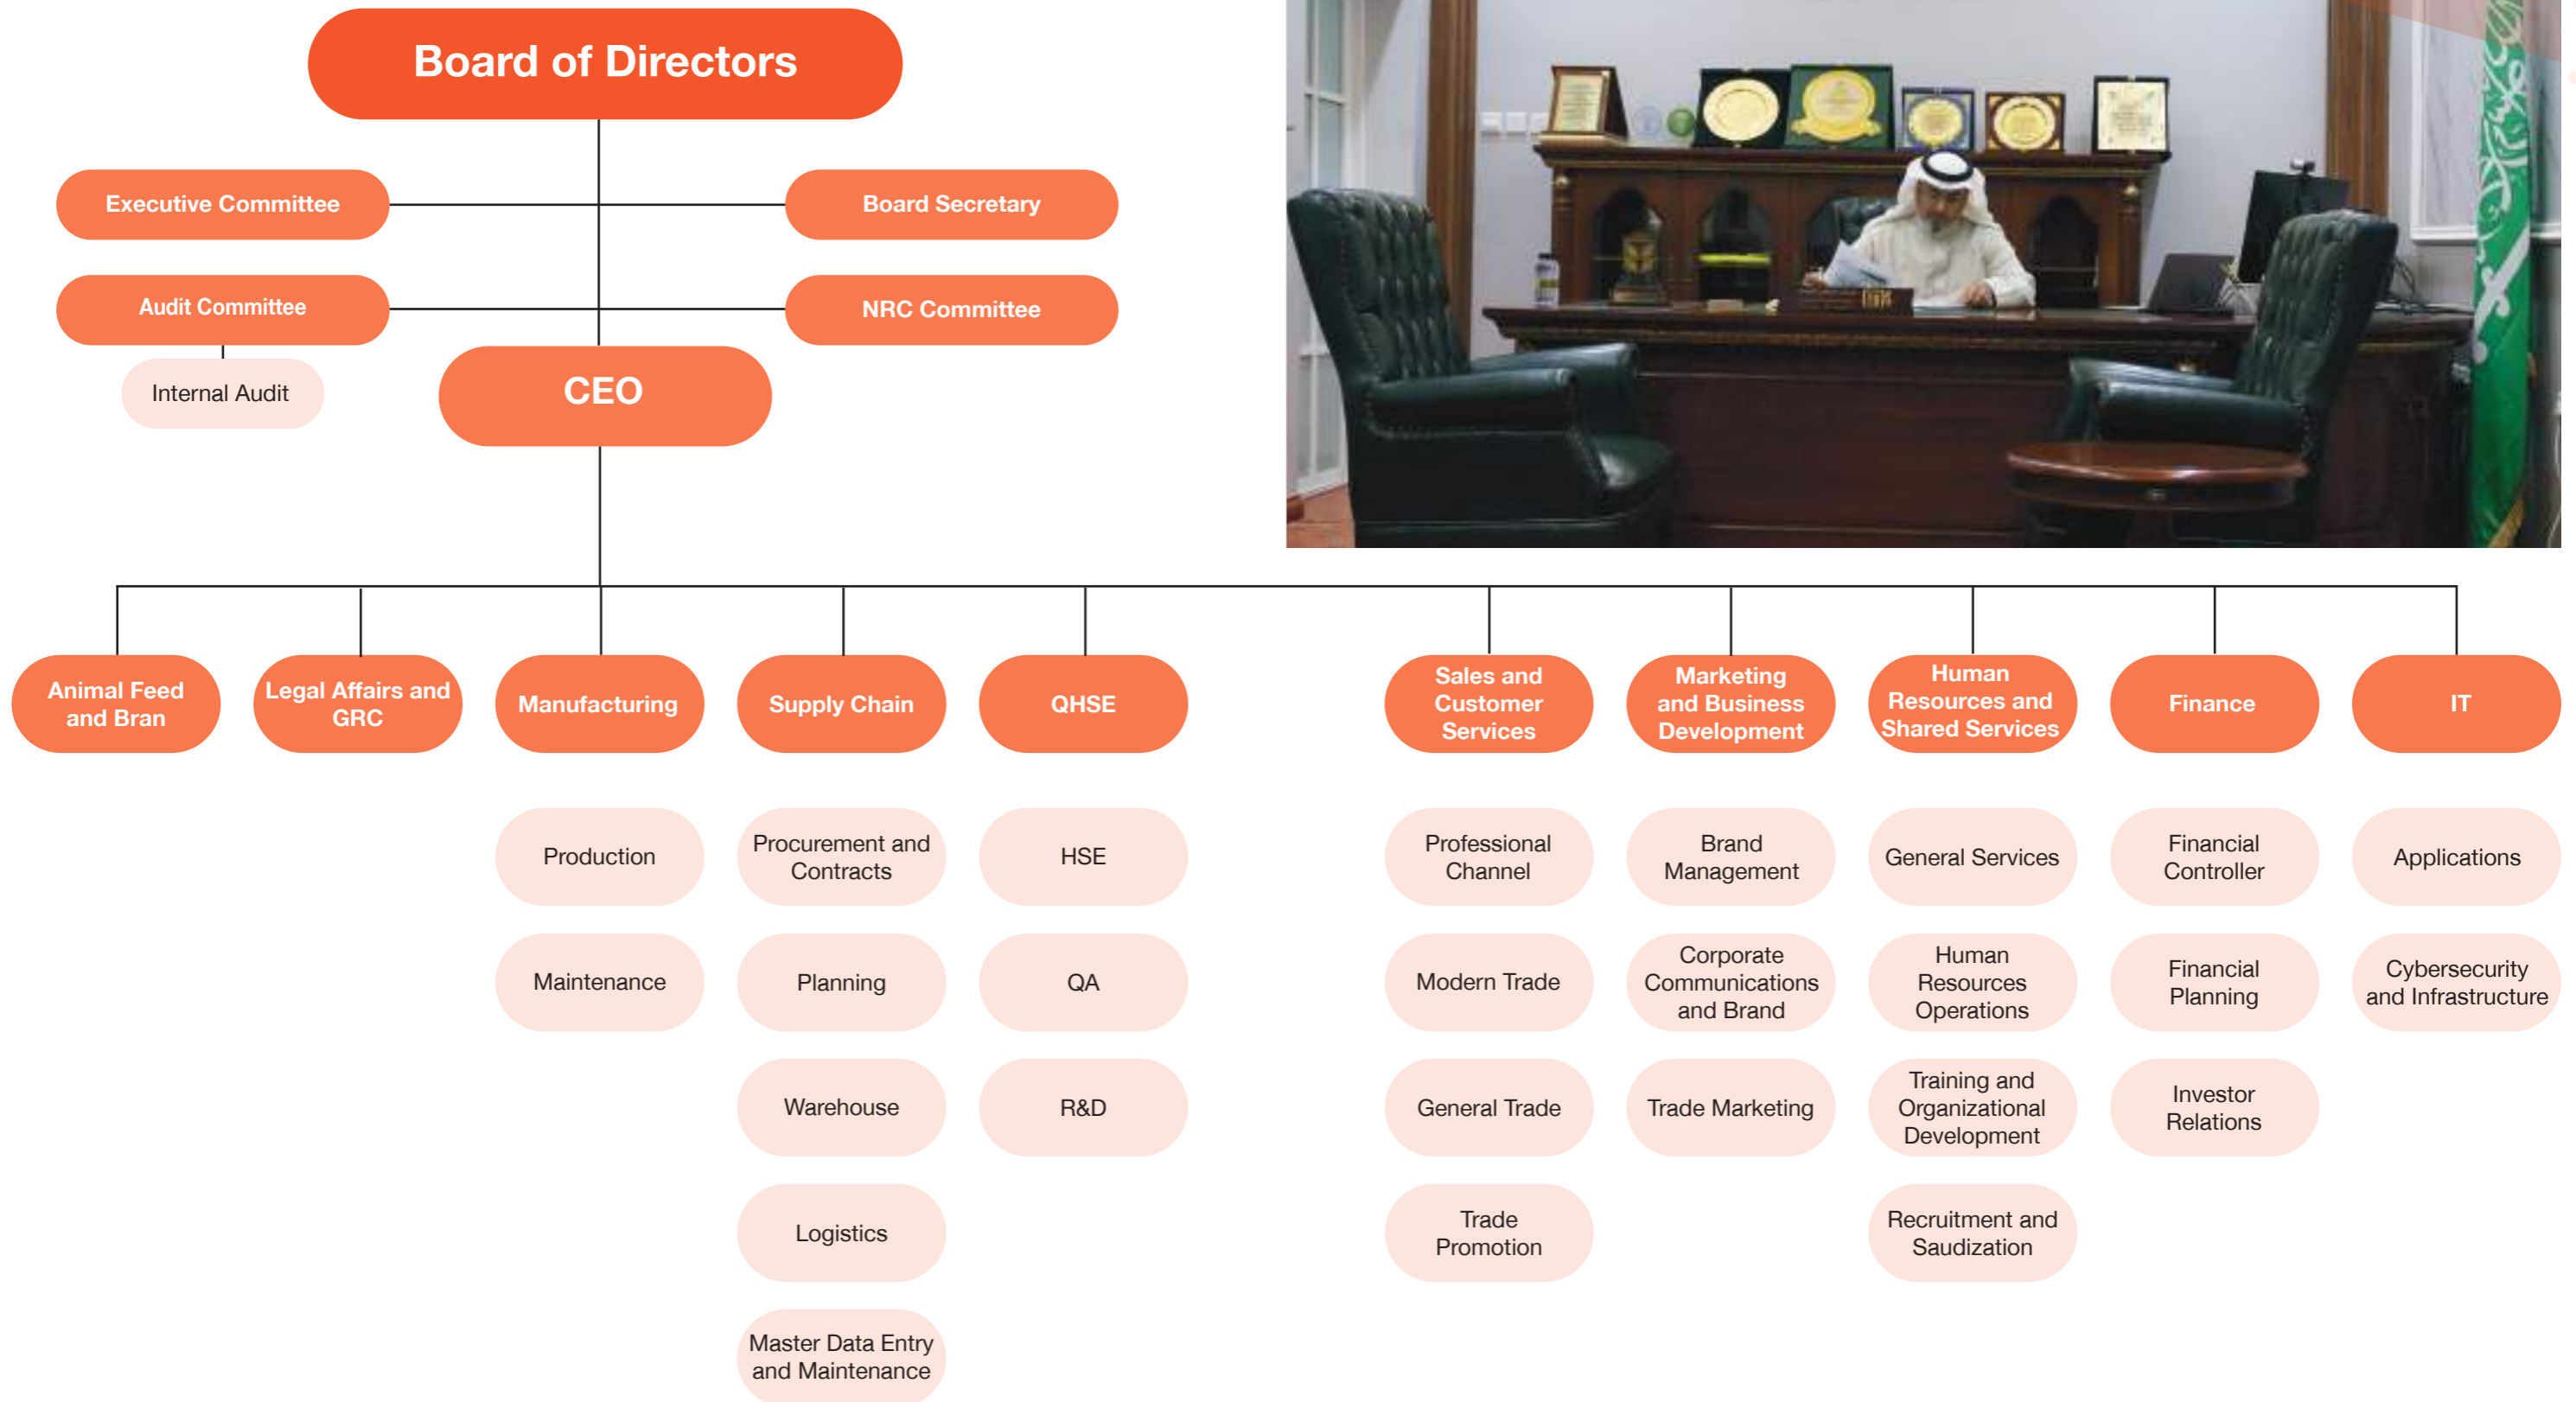 Board of Directors
Executive Committee
Board Secretary
Audit Committee
NRC Committee
Internal Audit
CEO
Animal Feed
and Bran
Legal Affairs and
GRC
Manufacturing
Supply Chain
QHSE
Sales and
Customer
Services
Marketing
and Business
Development
Human
Resources and
Shared Services
Finance
IT
Production
Maintenance
Procurement and
Contracts
Planning
Warehouse
Logistics
Master Data Entry
and Maintenance
HSE
QA
R&D
Professional
Channel
Modern Trade
General Trade
Trade
Promotion
Brand
Management
Corporate
Communications
and Brand
Trade Marketing
General Services
Human
Resources
Operations
Training and
Organizational
Development
Recruitment and
Saudization
Financial
Controller
Financial
Planning
Investor
Relations
Applications
Cybersecurity
and Infrastructure